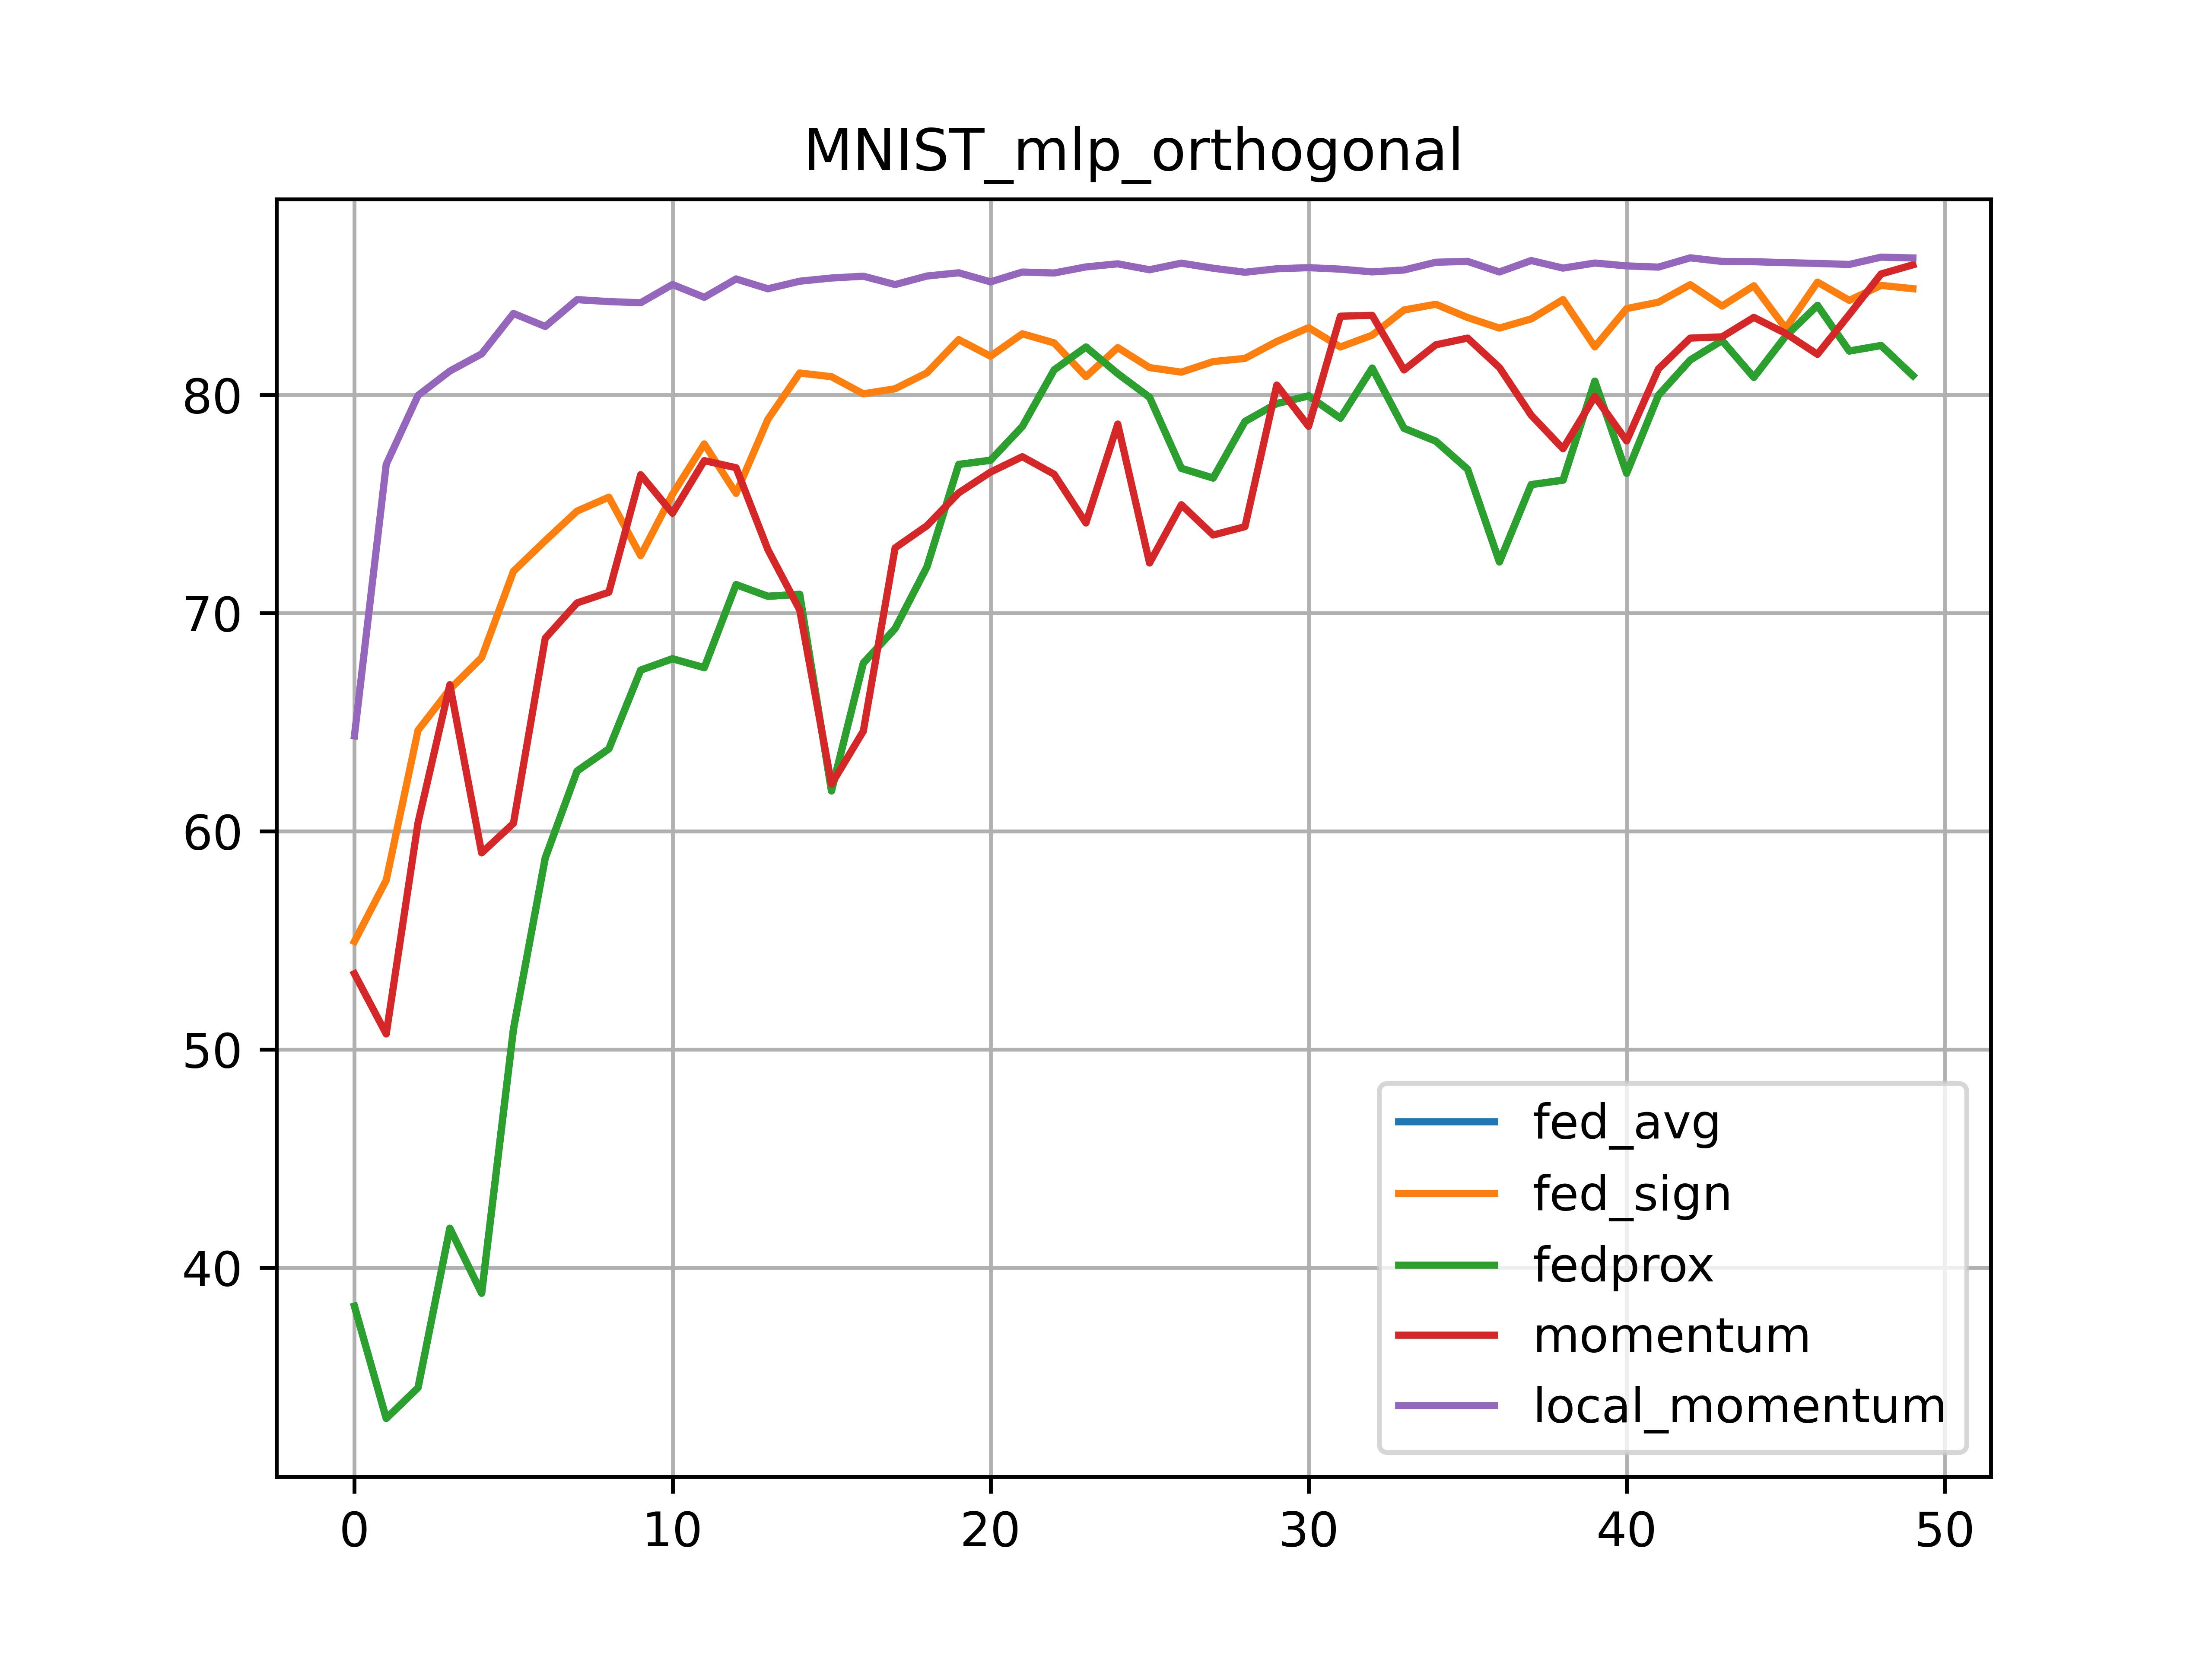 MNIST_mlp_orthogonal
80
70
60
50
40
fed_avg
fed_sign
fedprox
momentum
local_momentum
0 10 20 30 40 50